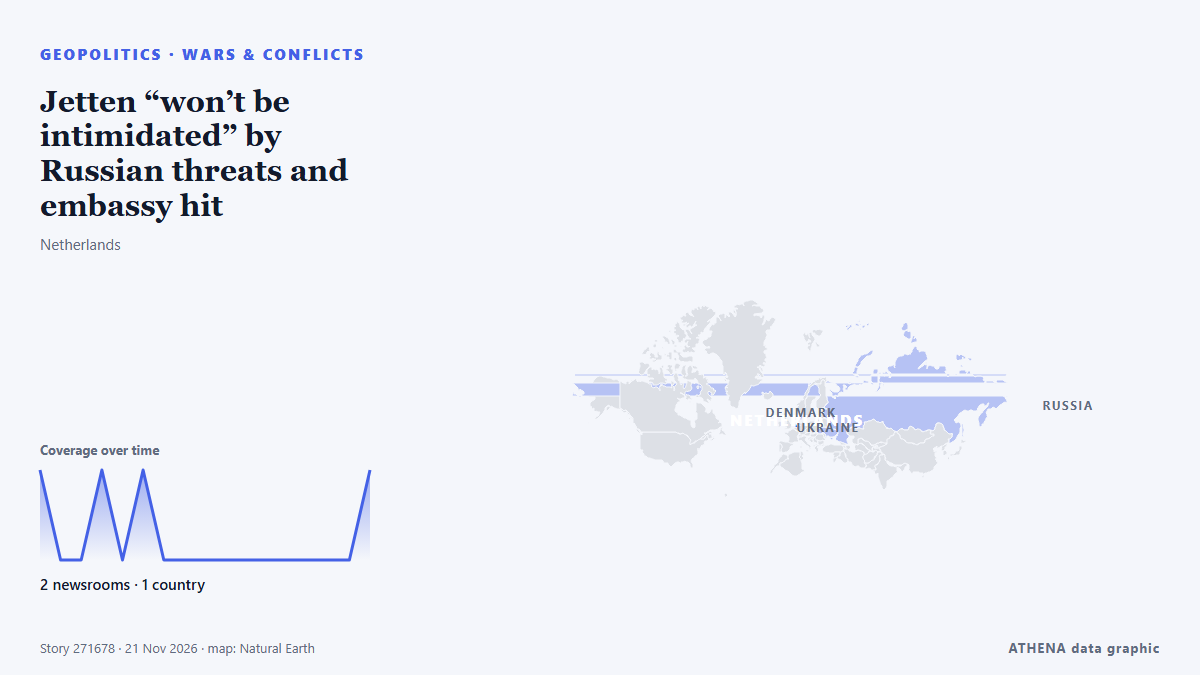 GEOPOLITICS · WARS & CONFLICTS
Jetten “won’t be
intimidated” by
Russian threats and
embassy hit
Netherlands
DENMARK
NETHERLANDS
UKRAINE
RUSSIA
Coverage over time
2 newsrooms · 1 country
Story 271678 · 21 Nov 2026 · map: Natural Earth
ATHENA data graphic